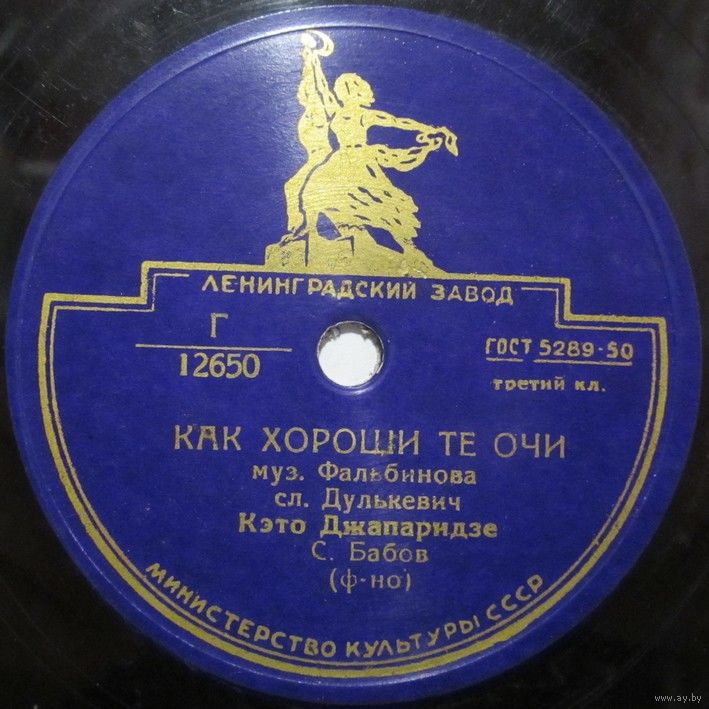 ЛЕНИНГРАДСКИЙ ЗАВОД
Г
12650
ГОСТ 5289-50
третий кл.
КАК ХОРОШИ ТЕ ОЧИ
муз. Фальбинова
сл. Дулькевич
Кэто Джапаридзе
С. Бабов
(ф-но)
МИНИСТЕРСТВО КУЛЬТУРЫ СССР
www.ay.by